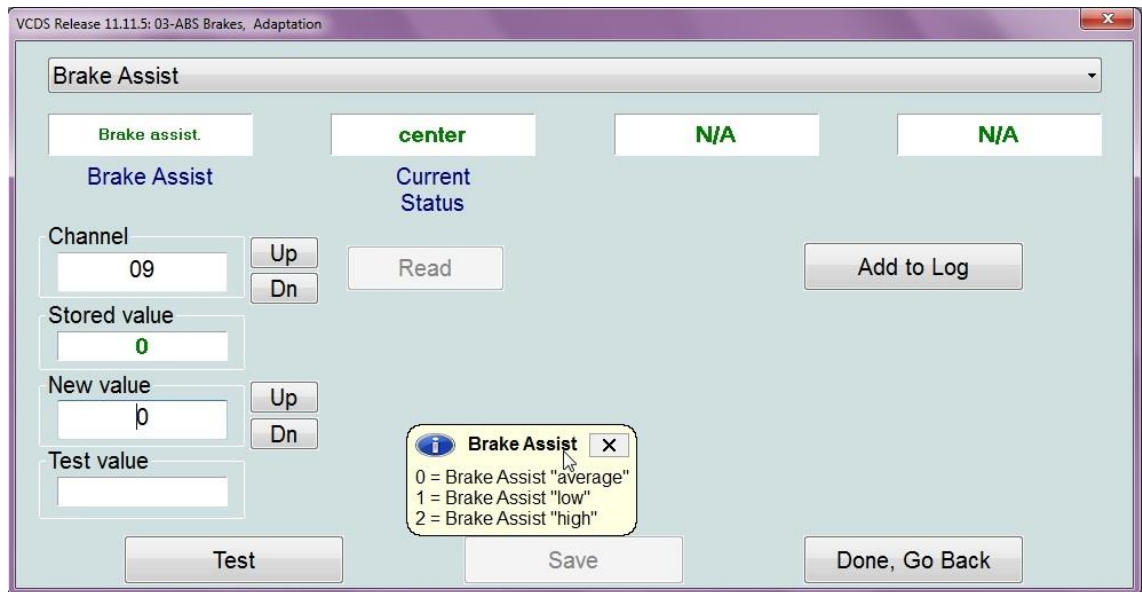 VCDS Release 11.11.5: 03-ABS Brakes, Adaptation
x
Brake Assist
Brake assist. center N/A N/A
Brake Assist Current
Status
Channel
09
Up
Dn
Read
Add to Log
Stored value
0
New value
0
Up
Dn
Test value
Brake Assist X
0 = Brake Assist "average"
1 = Brake Assist "low"
2 = Brake Assist "high"
Test Save Done, Go Back